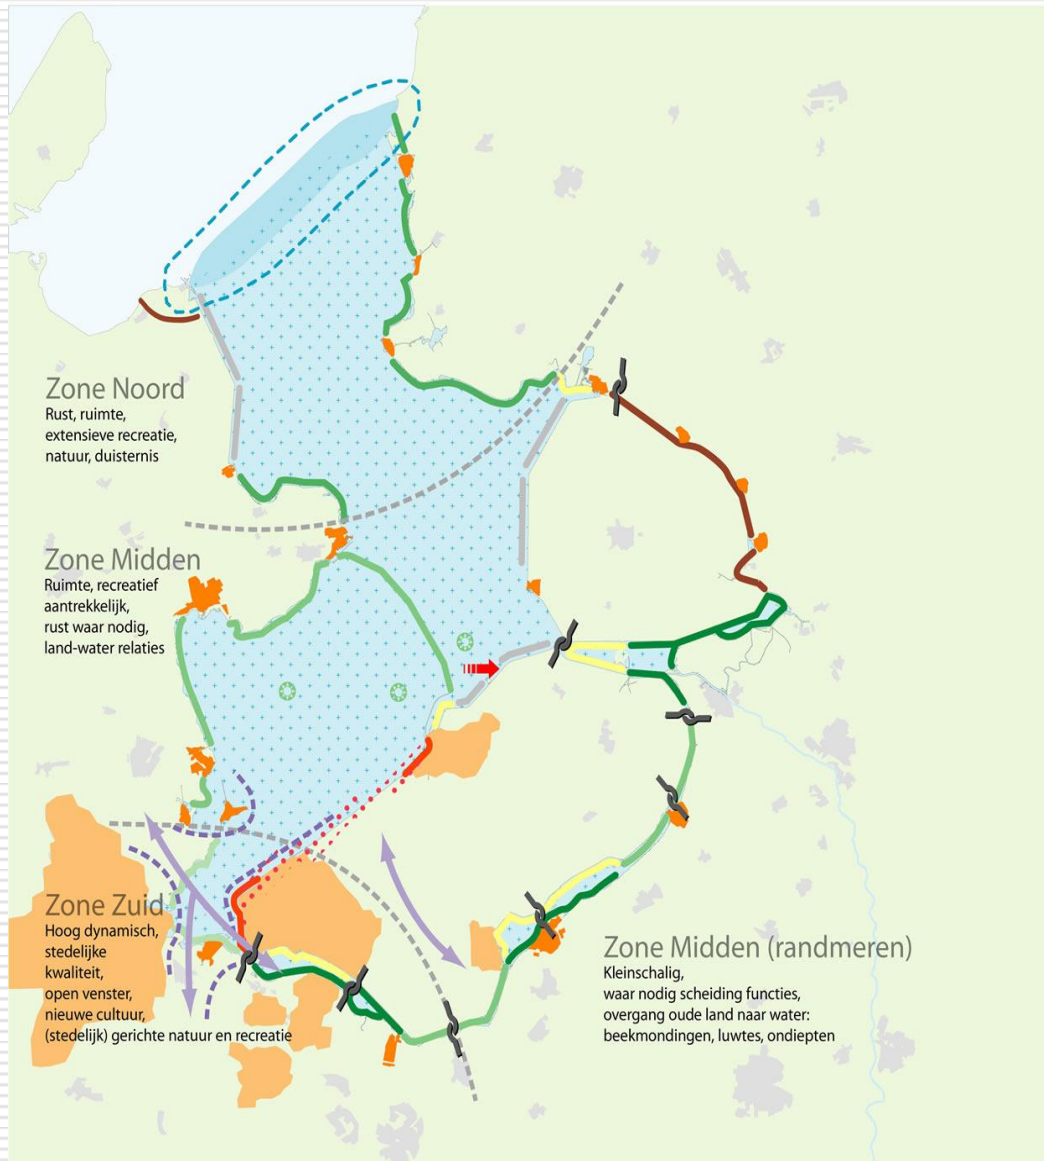 Zone Noord
Rust, ruimte,
extensieve recreatie,
natuur, duisternis
Zone Midden
Ruimte, recreatief
aantrekkelijk,
rust waar nodig,
land-water relaties
Zone Zuid
Hoog dynamisch,
stedelijke
kwaliteit,
open venster,
nieuwe cultuur,
(stedelijk) gerichte natuur en recreatie
Zone Midden (randmeren)
Kleinschalig,
waar nodig scheiding functies,
overgang oude land naar water:
beekmondingen, luwtes, ondiepten